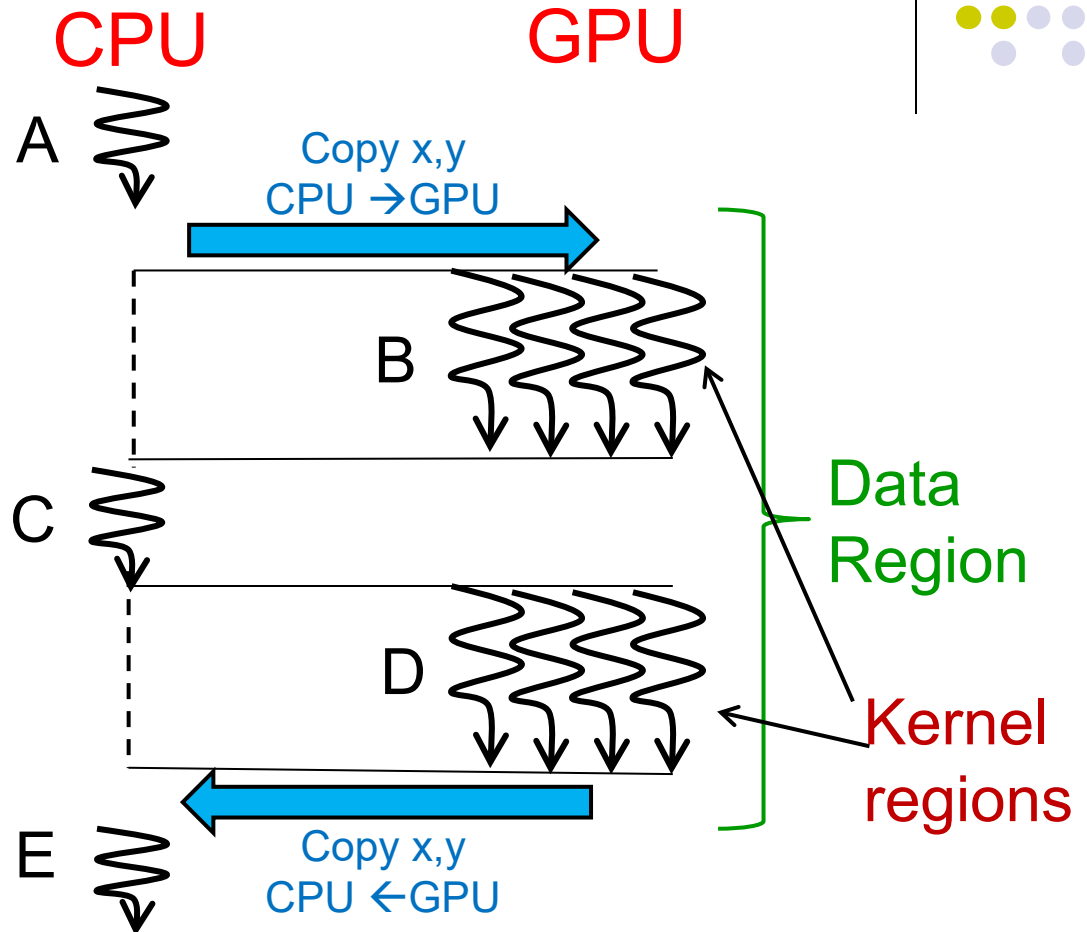 CPU
GPU
A
Copy x,y
CPU →GPU
B
C
Data
Region
D
Kernel
regions
E
Copy x,y
CPU ←GPU